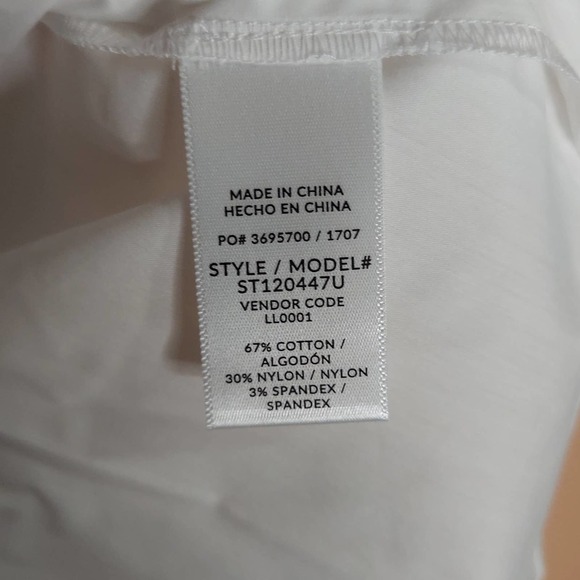 MADE IN CHINA
HECHO EN CHINA
PO# 3695700 / 1707
STYLE / MODEL#
ST120447U
VENDOR CODE
LL0001
67% COTTON /
ALGODÓN
30% NYLON / NYLON
3% SPANDEX /
SPANDEX